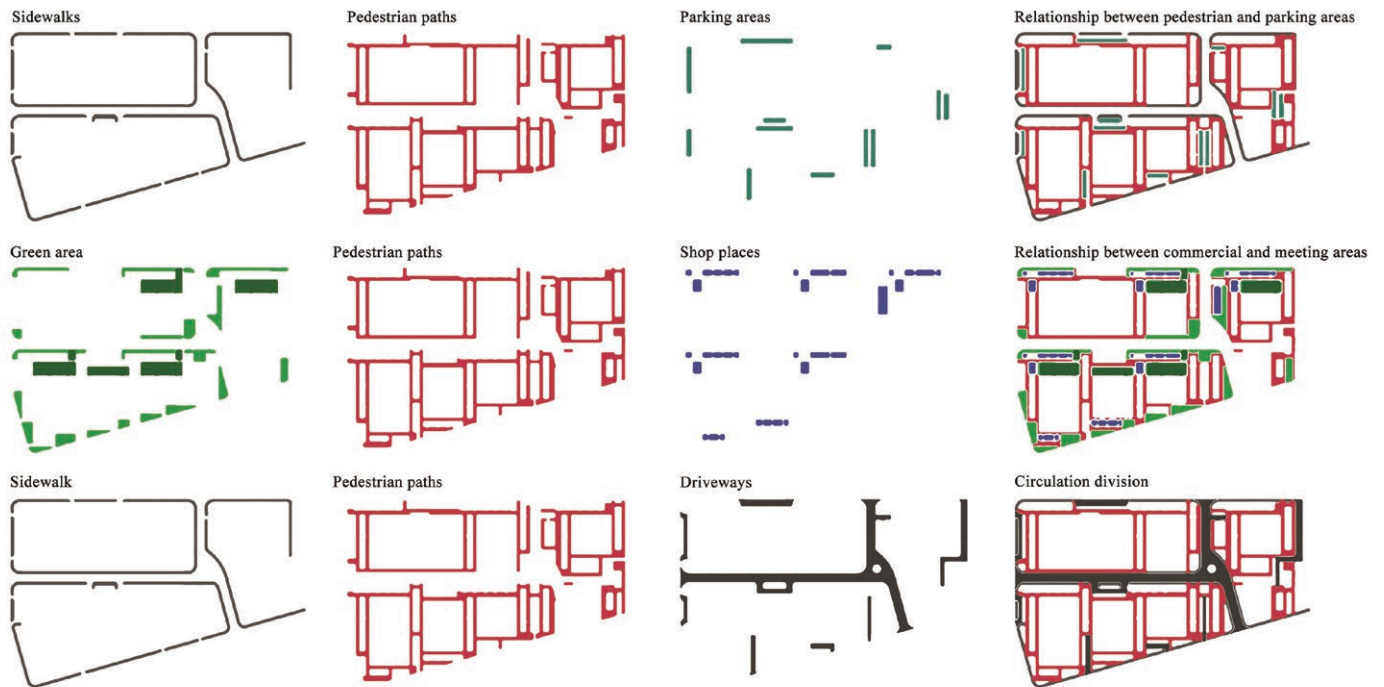 Sidewalks
Pedestrian paths
Parking areas
Relationship between pedestrian and parking areas
Green area
Pedestrian paths
Shop places
Relationship between commercial and meeting areas
Sidewalk
Pedestrian paths
Driveways
Circulation division